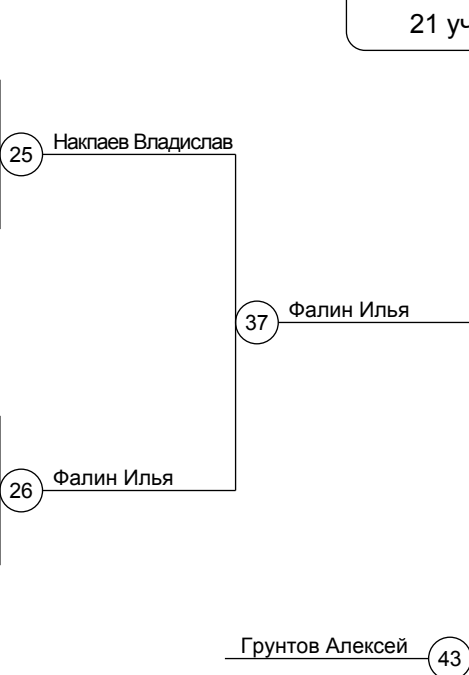 21 уч
25 Накпаев Владислав
37 Фалин Илья
26 Фалин Илья
Грунтов Алексей 43